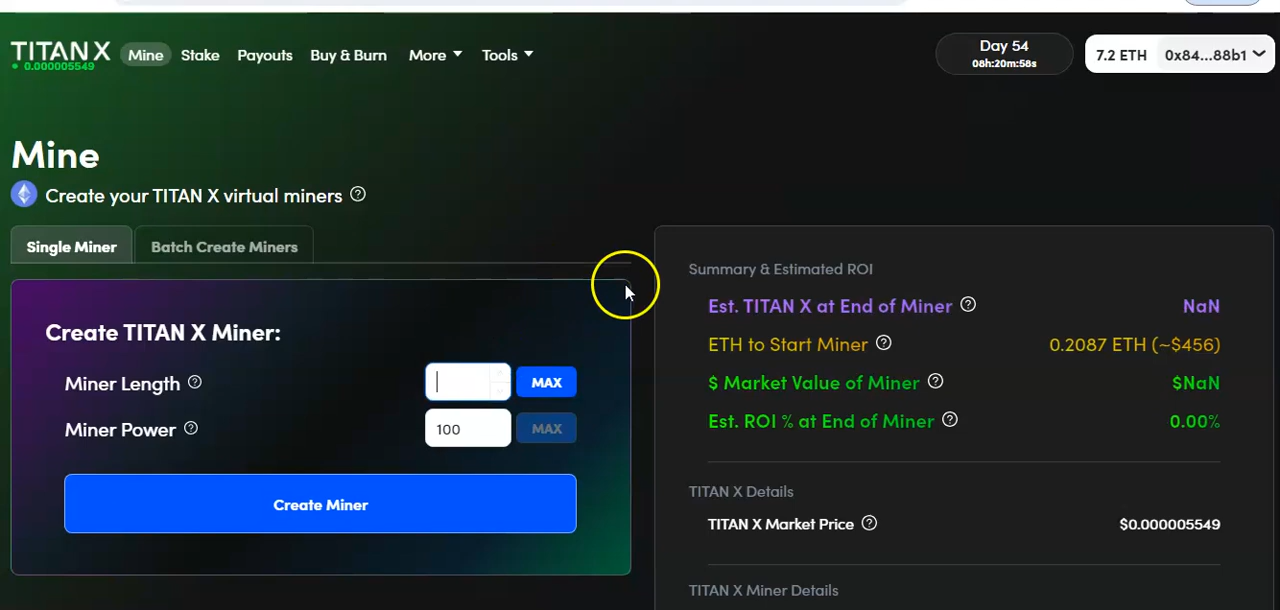 TITAN X
0.000005549
Mine Stake Payouts Buy & Burn More Tools
Day 54
08h:20m:58s
7.2 ETH 0x84...88b1
Mine
Create your TITAN X virtual miners ?
Single Miner Batch Create Miners
Create TITAN X Miner:
Miner Length ? MAX
Miner Power ? 100 MAX
Create Miner
Summary & Estimated ROI
Est. TITAN X at End of Miner ? NaN
ETH to Start Miner ? 0.2087 ETH (~$456)
$ Market Value of Miner ? $NaN
Est. ROI % at End of Miner ? 0.00%
TITAN X Details
TITAN X Market Price ? $0.000005549
TITAN X Miner Details